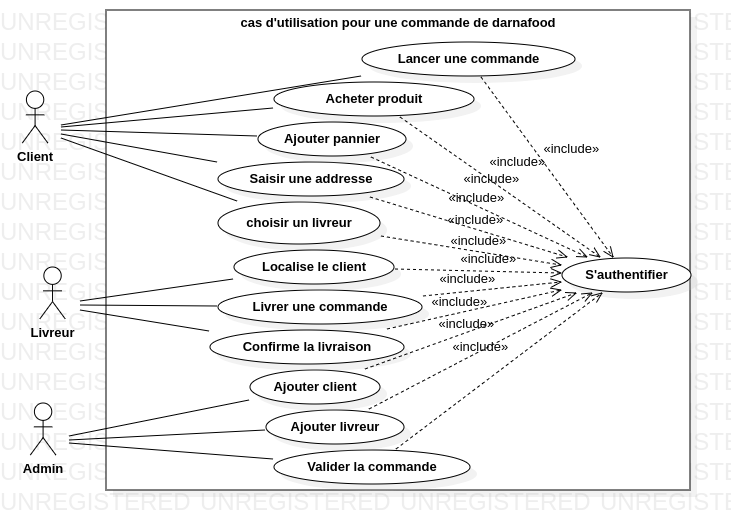 cas d'utilisation pour une commande de darnafood
Lancer une commande
Acheter produit
Ajouter pannier
Saisir une addresse
choisir un livreur
Localise le client
Livrer une commande
Confirme la livraison
Ajouter client
Ajouter livreur
Valider la commande
S'authentifier
Client
Livreur
Admin
«include»
«include»
«include»
«include»
«include»
«include»
«include»
«include»
«include»
«include»
«include»
UNREGISTERED UNREGISTERED UNREGISTERED UNREGISTERED